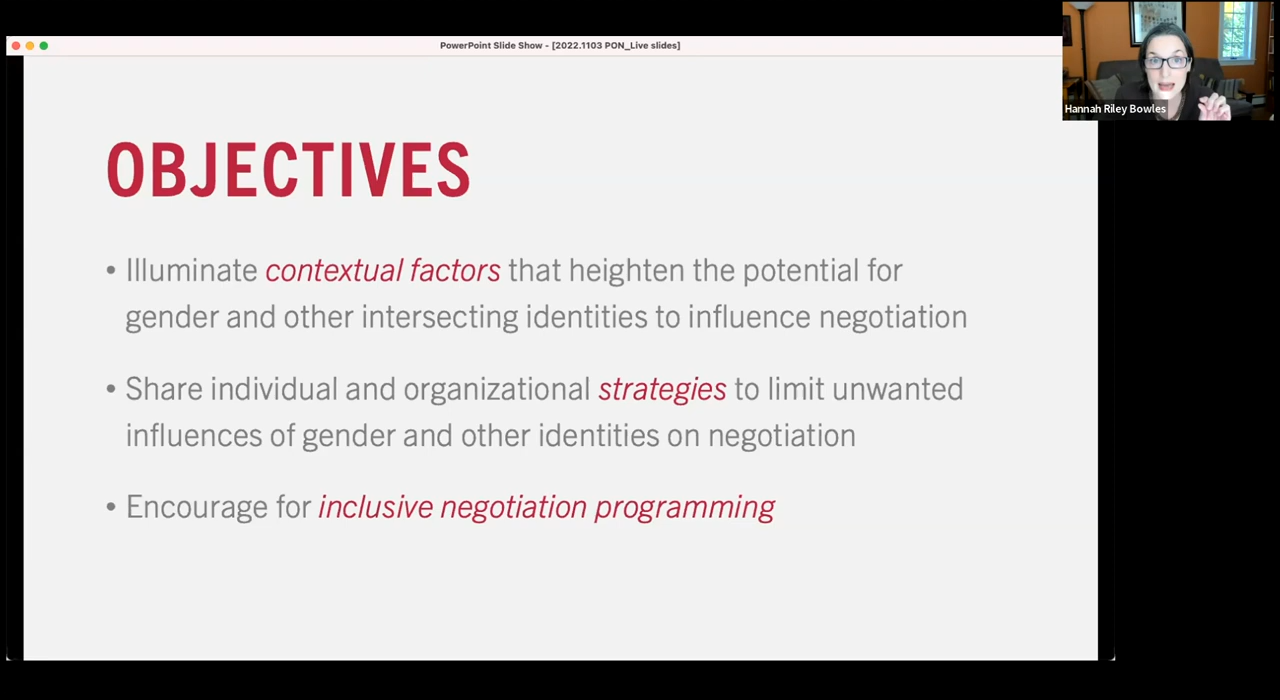 PowerPoint Slide Show - [2022.1103 PON_Live slides]
Hannah Riley Bowles
OBJECTIVES
• Illuminate contextual factors that heighten the potential for
gender and other intersecting identities to influence negotiation
• Share individual and organizational strategies to limit unwanted
influences of gender and other identities on negotiation
• Encourage for inclusive negotiation programming